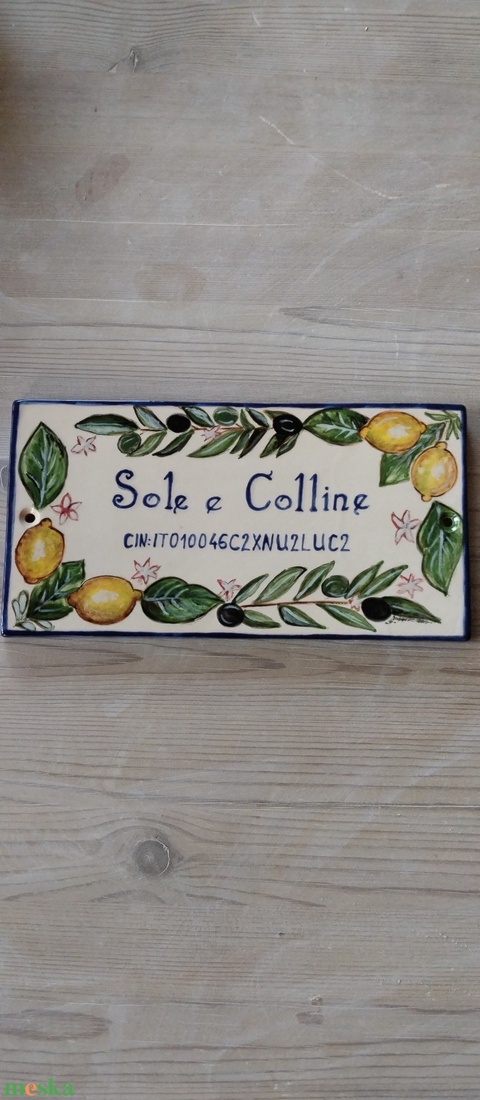 Sole e Colline
CIN:IT010046C2XNU2LUC2
meska